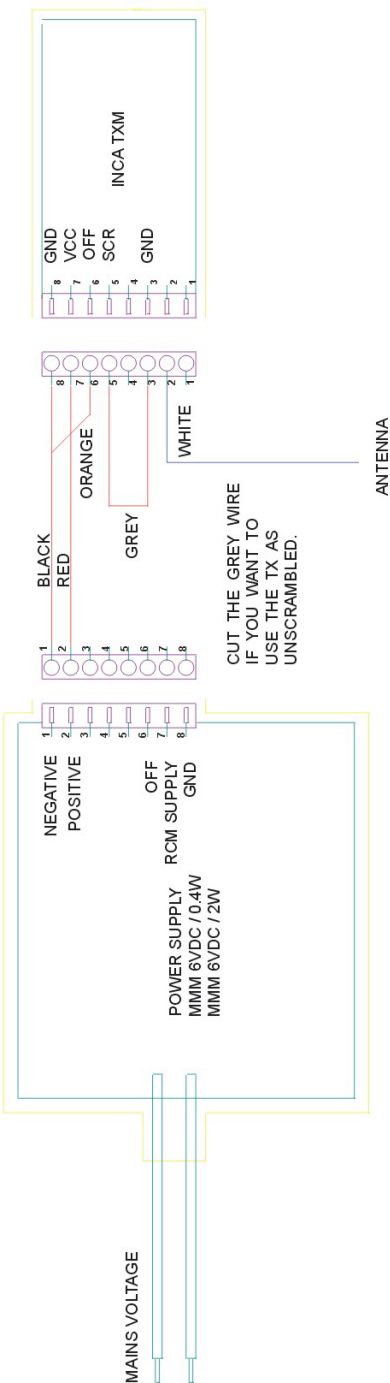 INCA TXM
GND
VCC
OFF
SCR
GND
8
7
6
5
4
3
2
1
8
7
6
5
4
3
2
1
BLACK
RED
ORANGE
GREY
WHITE
ANTENNA
CUT THE GREY WIRE
IF YOU WANT TO
USE THE TX AS
UNSCRAMBLED.
1
2
3
4
5
6
7
8
1
2
3
4
5
6
7
8
NEGATIVE
POSITIVE
OFF
RCM SUPPLY
GND
POWER SUPPLY
MMM 6VDC / 0.4W
MMM 6VDC / 2W
MAINS VOLTAGE